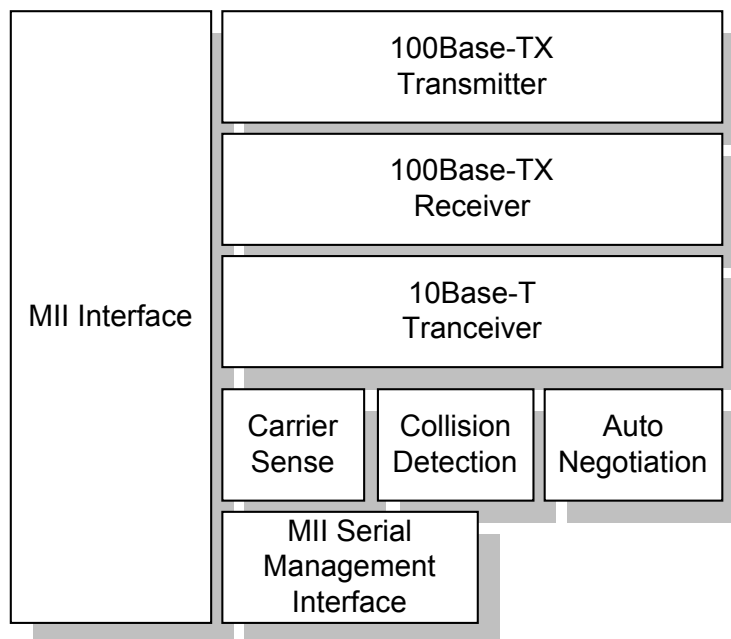 MII Interface
100Base-TX
Transmitter
100Base-TX
Receiver
10Base-T
Tranceiver
Carrier
Sense
Collision
Detection
Auto
Negotiation
MII Serial
Management
Interface